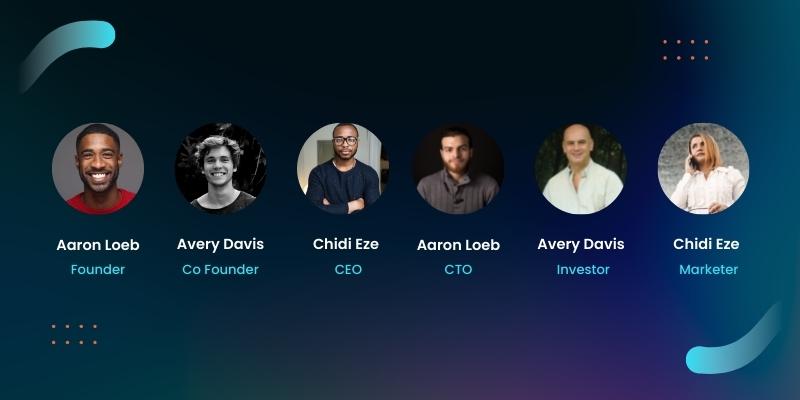 Aaron Loeb
Founder
Avery Davis
Co Founder
Chidi Eze
CEO
Aaron Loeb
CTO
Avery Davis
Investor
Chidi Eze
Marketer